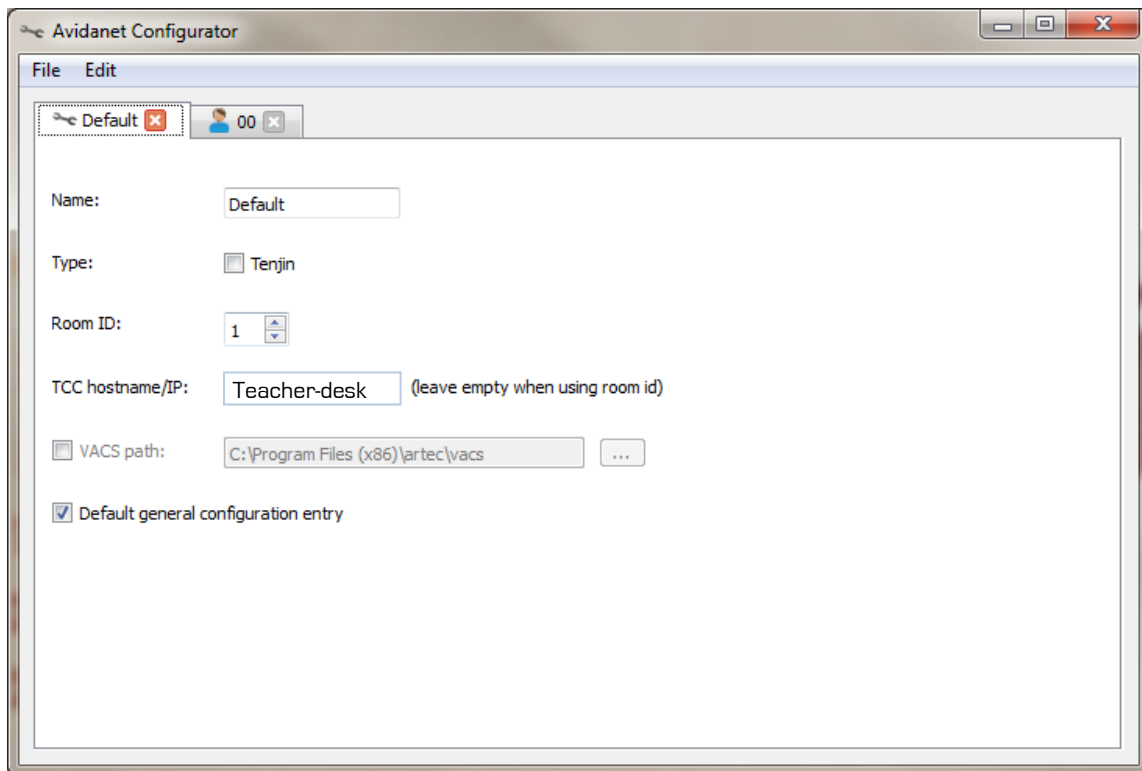 Avidanet Configurator
File Edit
Default 00
Name: Default
Type: Tenjin
Room ID: 1
TCC hostname/IP: Teacher-desk (leave empty when using room id)
VACS path: C:\Program Files (x86)\artec\vacs ...
Default general configuration entry